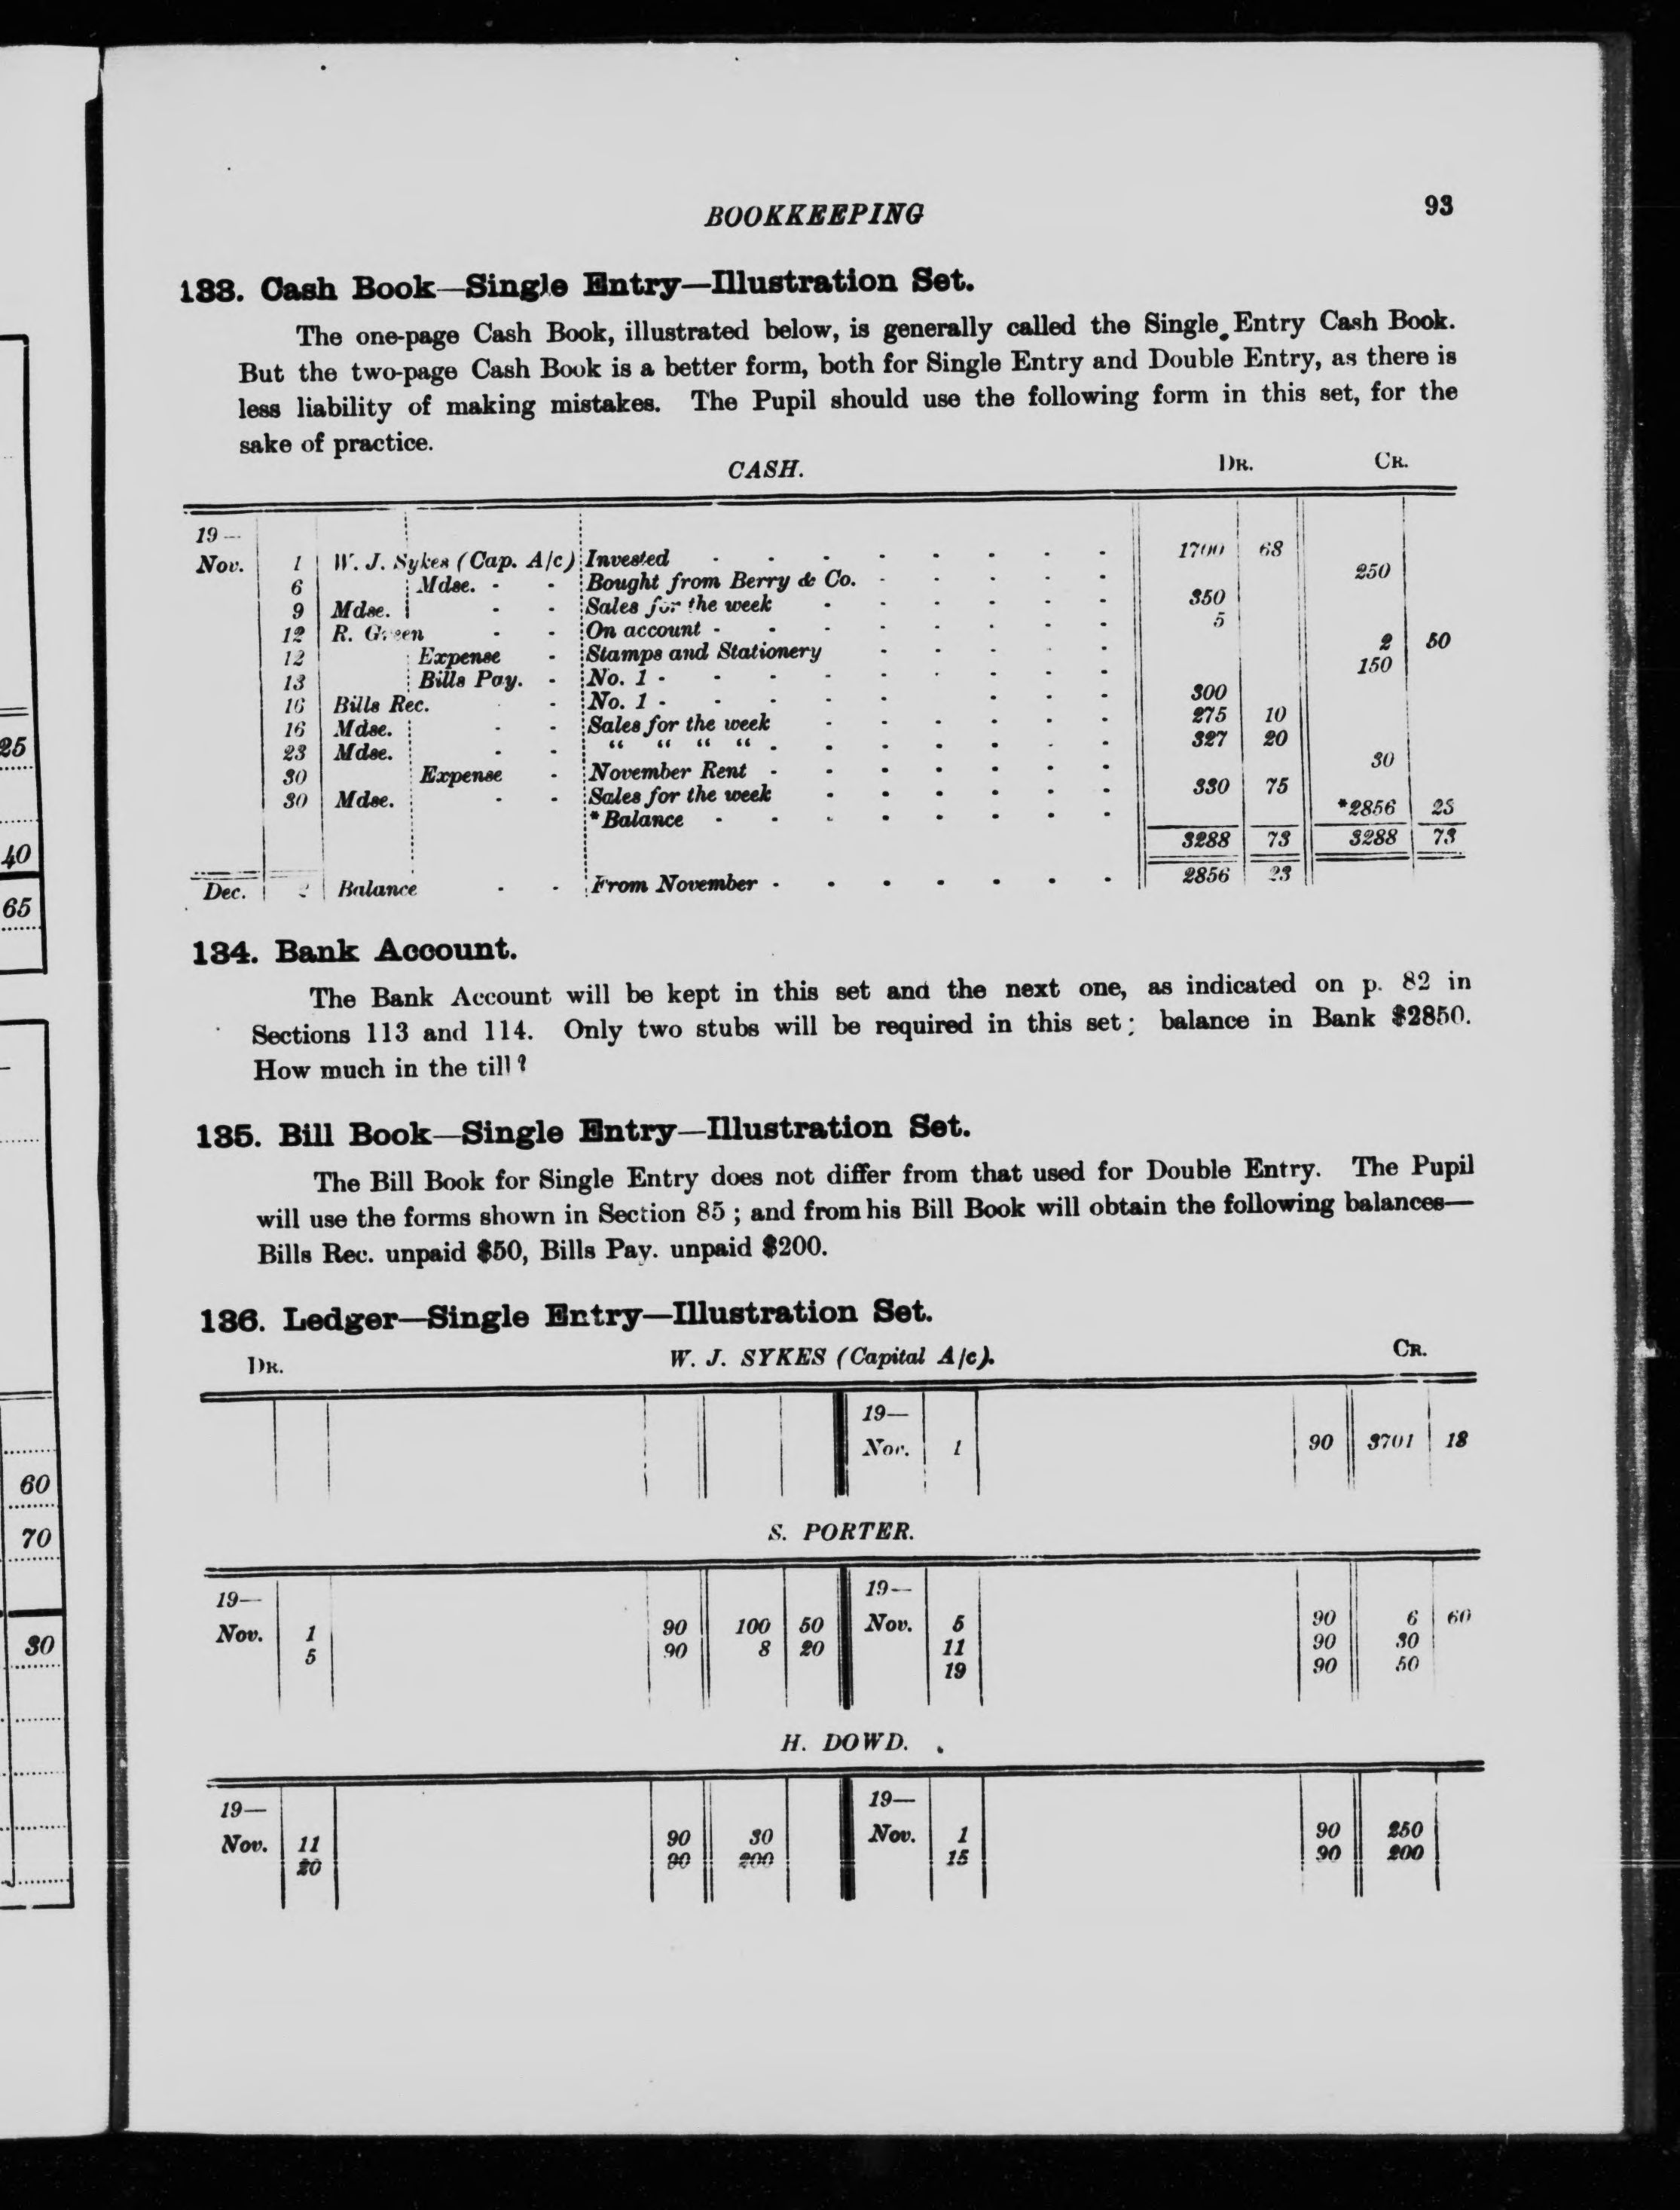 BOOKKEEPING 93
133. Cash Book—Single Entry—Illustration Set.
The one-page Cash Book, illustrated below, is generally called the Single Entry Cash Book.
But the two-page Cash Book is a better form, both for Single Entry and Double Entry, as there is
less liability of making mistakes. The Pupil should use the following form in this set, for the
sake of practice.
CASH. DR. CR.
19—
Nov. 1 W. J. Sykes (Cap. A/c) Invested 1700 68
6 Mdse. Bought from Berry & Co. 250
9 Mdse. Sales for the week 350
12 R. Green On account 5
12 Expense Stamps and Stationery 2 50
13 Bills Pay. No. 1 150
16 Bills Rec. No. 1 300
16 Mdse. Sales for the week 275 10
23 Mdse. “ “ “ “ 327 20
30 Expense November Rent 30
30 Mdse. Sales for the week 330 75
*Balance *2856 23
3288 73 3288 73
Dec. Balance From November 2856 23
134. Bank Account.
The Bank Account will be kept in this set and the next one, as indicated on p. 82 in
Sections 113 and 114. Only two stubs will be required in this set; balance in Bank $2850.
How much in the till?
135. Bill Book—Single Entry—Illustration Set.
The Bill Book for Single Entry does not differ from that used for Double Entry. The Pupil
will use the forms shown in Section 85; and from his Bill Book will obtain the following balances—
Bills Rec. unpaid $50, Bills Pay. unpaid $200.
136. Ledger—Single Entry—Illustration Set.
DR. W. J. SYKES (Capital A/c). CR.
19—
Nov. 1 90 3701 18
S. PORTER.
19— 19—
Nov. 1 90 100 50 Nov. 5 90 6 60
5 90 8 20 11 90 30
19 90 50
H. DOWD.
19— 19—
Nov. 11 90 30 Nov. 1 90 250
20 90 200 15 90 200
25
40
65
60
70
30